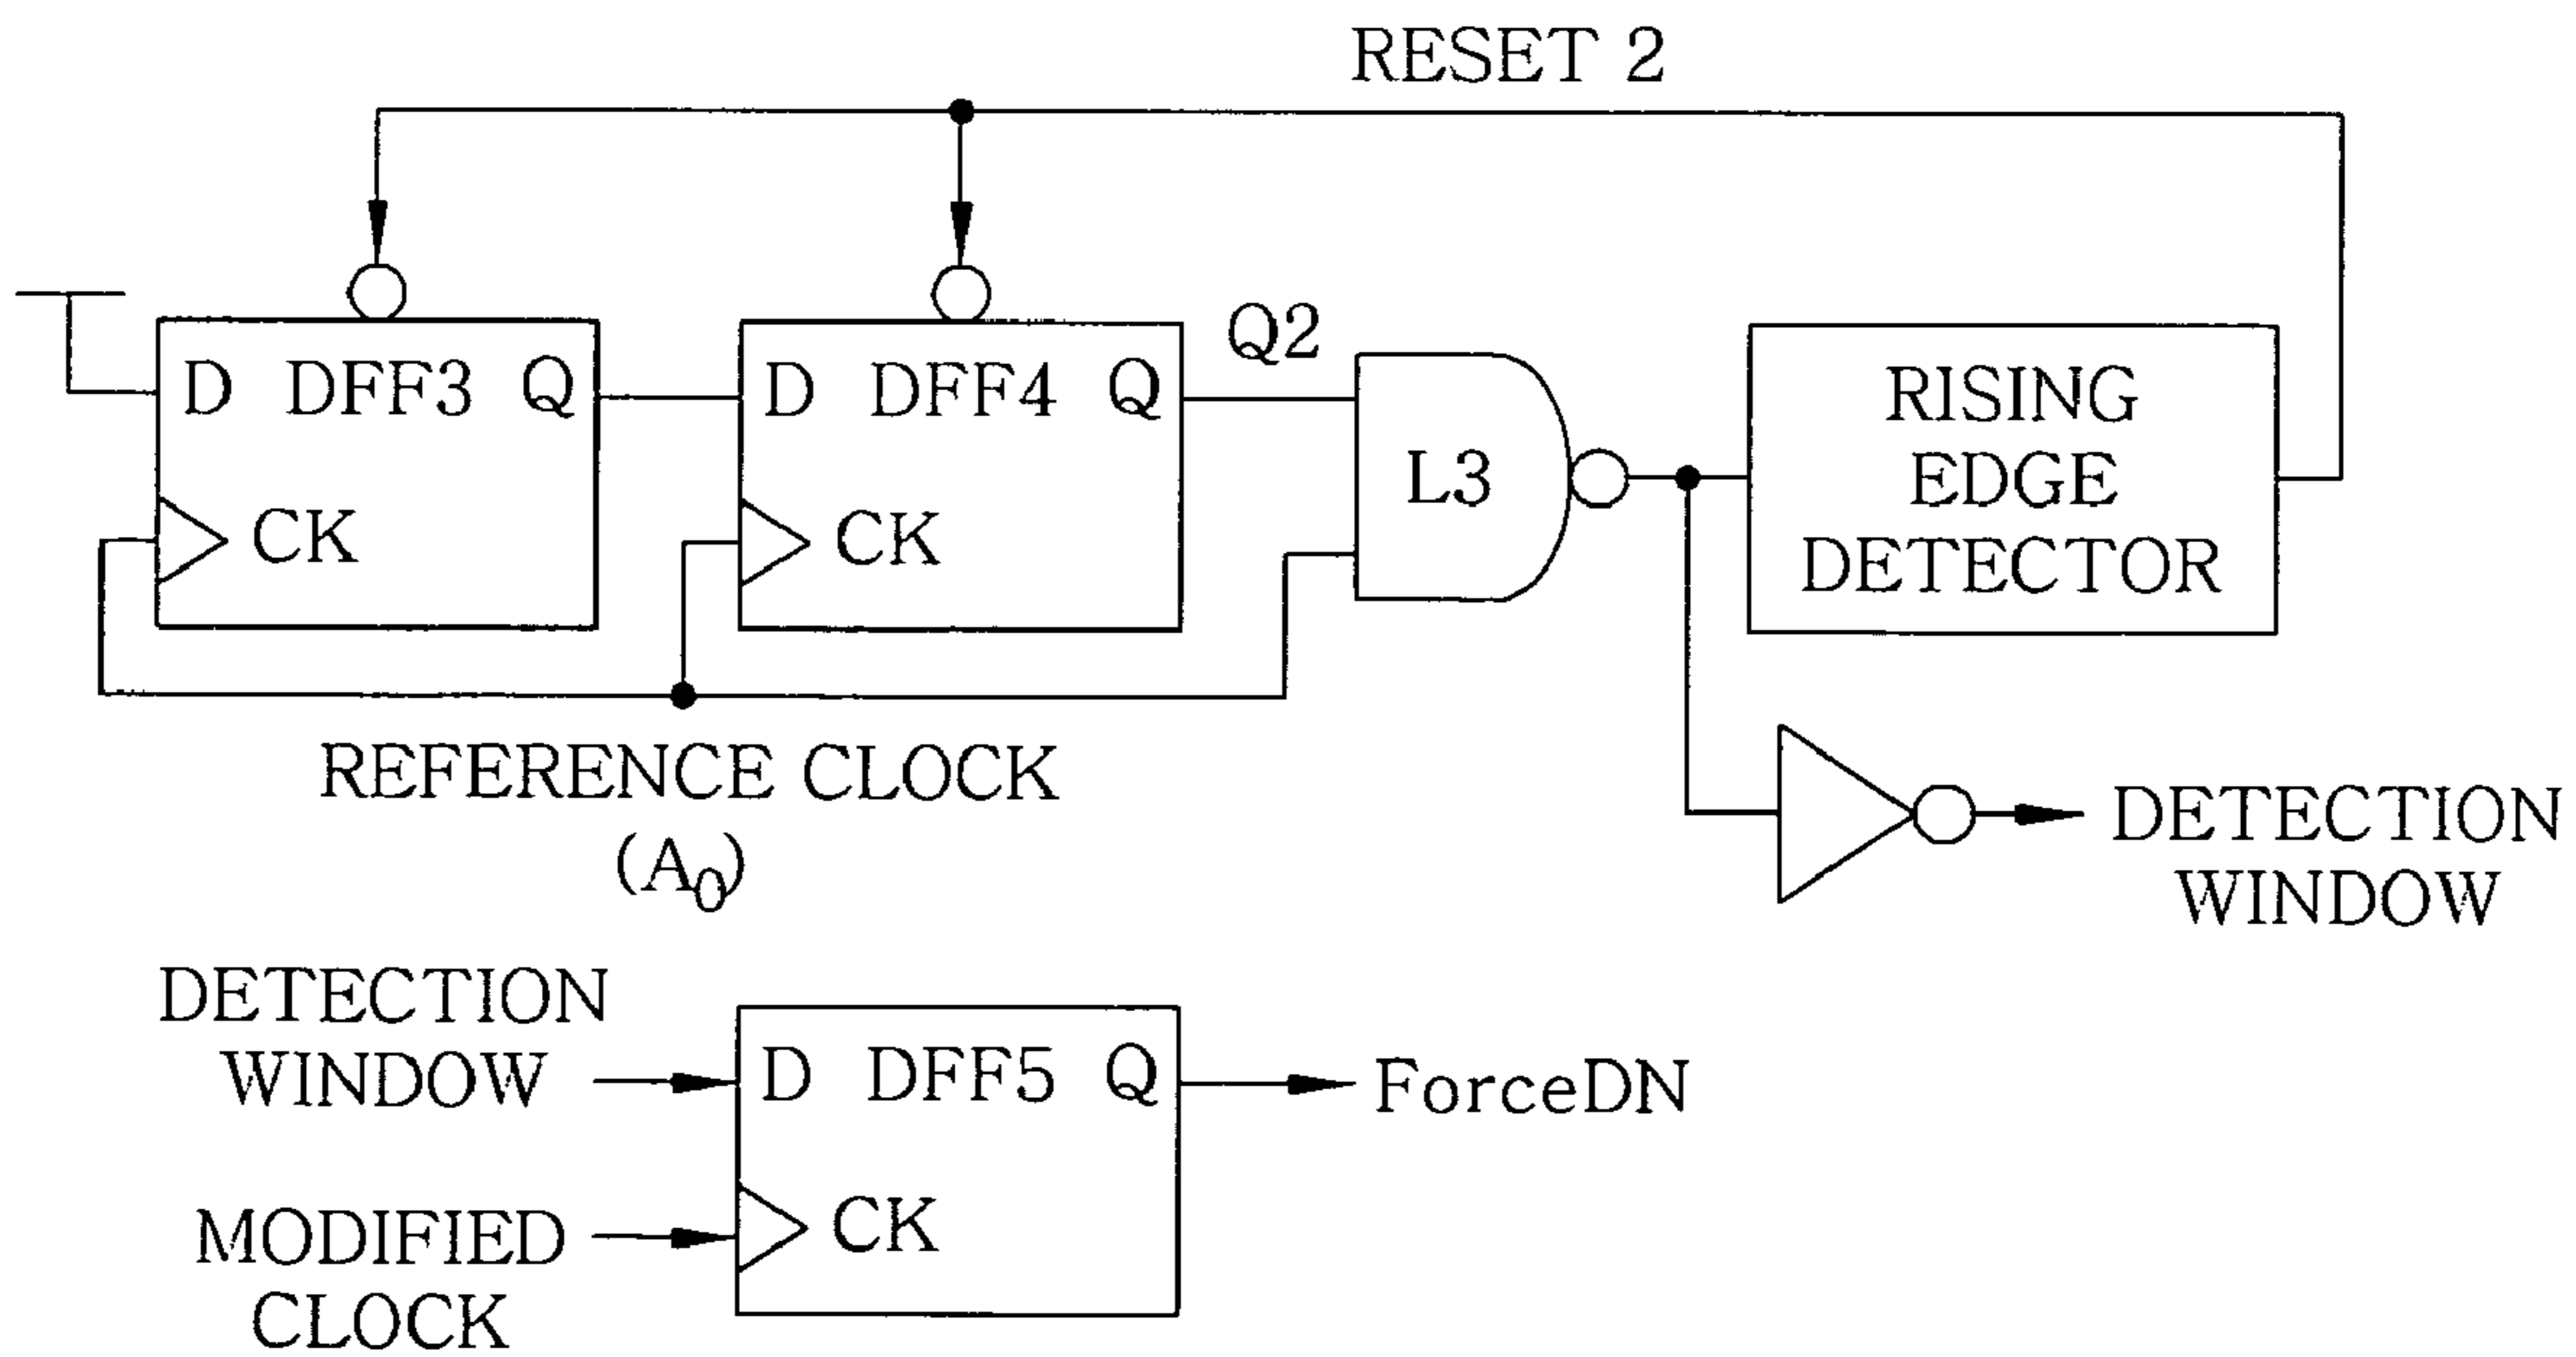 RESET 2
D DFF3 Q
CK
D DFF4 Q
CK
Q2
L3
RISING
EDGE
DETECTOR
REFERENCE CLOCK
(A0)
DETECTION
WINDOW
DETECTION
WINDOW
MODIFIED
CLOCK
D DFF5 Q
CK
ForceDN